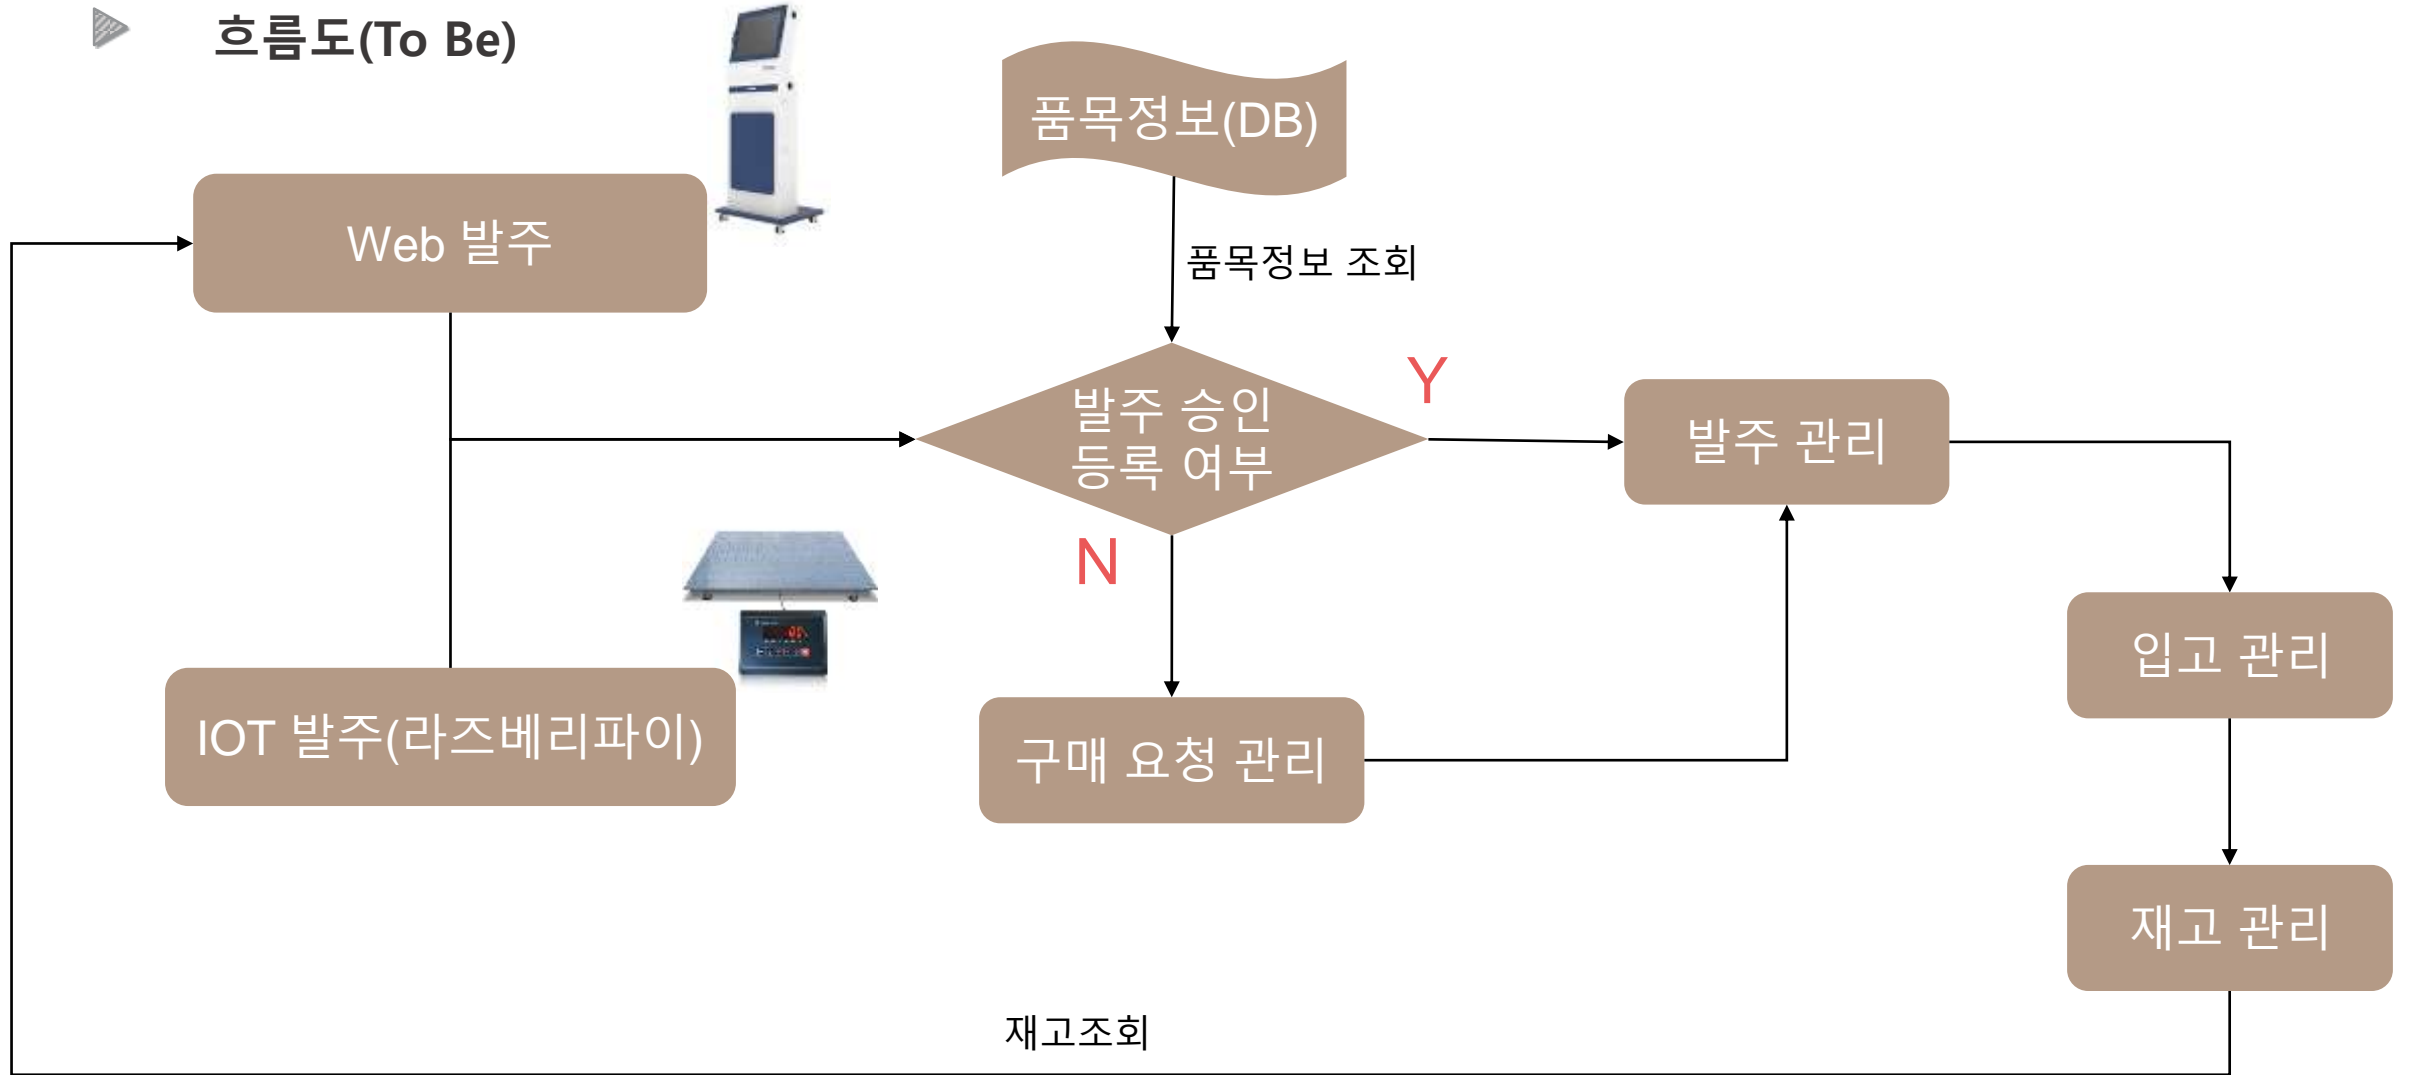 흐름도(To Be)
품목정보(DB)
Web 발주
품목정보 조회
Y
발주 승인
등록 여부
발주 관리
N
입고 관리
IOT 발주(라즈베리파이)
구매 요청 관리
재고 관리
재고조회